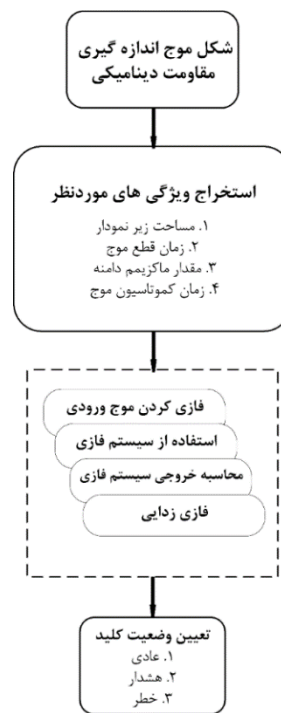 شکل موج اندازه گیری
مقاومت دینامیکی
استخراج ویژگی های موردنظر
۱. مساحت زیر نمودار
۲. زمان قطع موج
۳. مقدار ماکزیمم دامنه
۴. زمان کموتاسیون موج
فازی کردن موج ورودی
استفاده از سیستم فازی
محاسبه خروجی سیستم فازی
فازی زدایی
تعیین وضعیت کلید
۱. عادی
۲. هشدار
۳. خطر